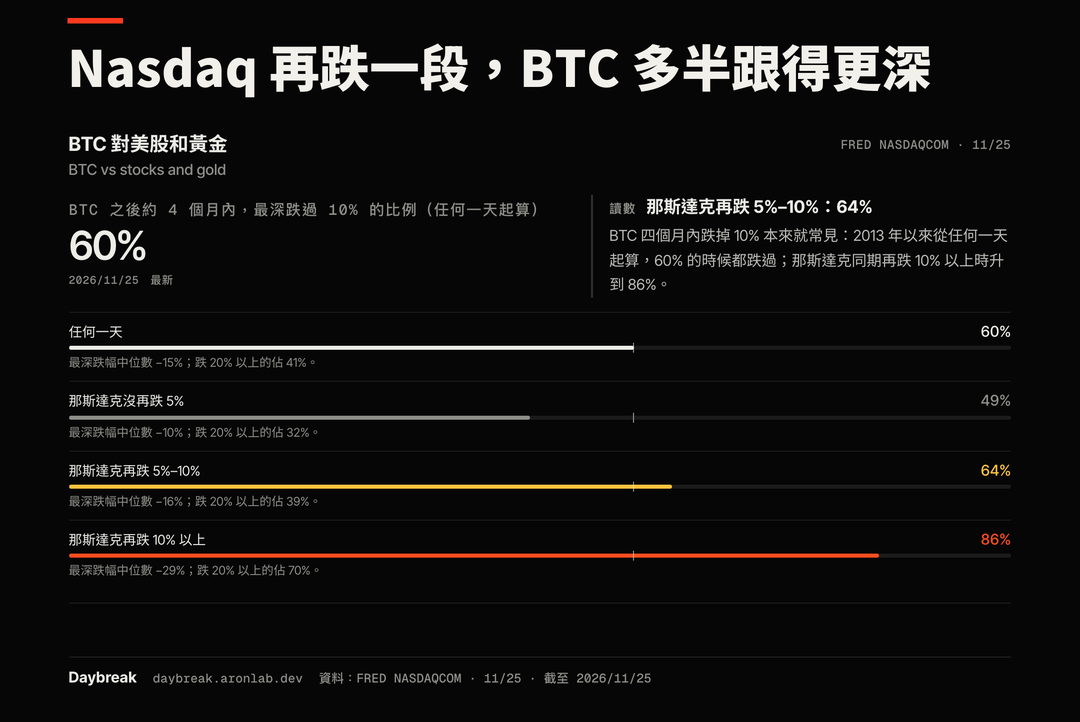 Nasdaq 再跌一段，BTC 多半跟得更深
BTC 對美股和黃金
BTC vs stocks and gold
FRED NASDAQCOM · 11/25
BTC 之後約 4 個月內，最深跌過 10% 的比例（任何一天起算）
60%
2026/11/25 最新
讀數 那斯達克再跌 5%–10%：64%
BTC 四個月內跌掉 10% 本來就常見：2013 年以來從任何一天
起算，60% 的時候都跌過；那斯達克同期再跌 10% 以上時升
到 86%。
任何一天 60%
最深跌幅中位數 −15%；跌 20% 以上的佔 41%。
那斯達克沒再跌 5% 49%
最深跌幅中位數 −10%；跌 20% 以上的佔 32%。
那斯達克再跌 5%–10% 64%
最深跌幅中位數 −16%；跌 20% 以上的佔 39%。
那斯達克再跌 10% 以上 86%
最深跌幅中位數 −29%；跌 20% 以上的佔 70%。
Daybreak daybreak.aronlab.dev 資料：FRED NASDAQCOM · 11/25 · 截至 2026/11/25